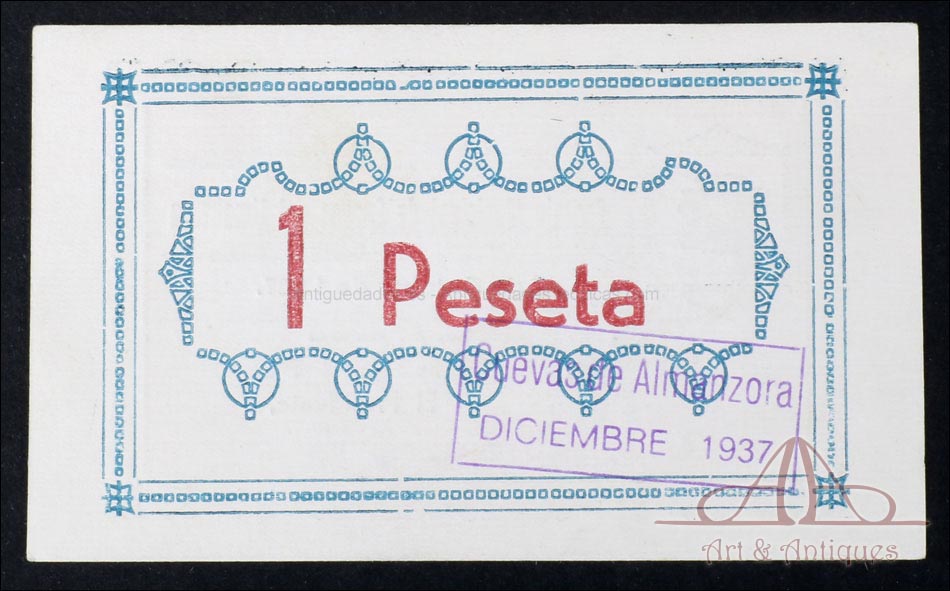 1 Peseta
Cuevas de Almanzora
DICIEMBRE 1937
Art & Antiques